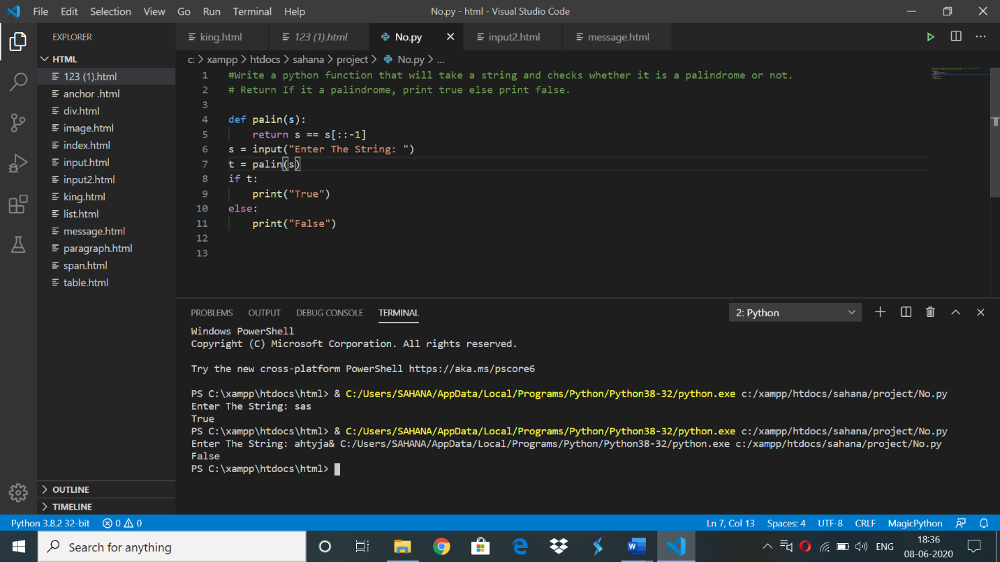 File Edit Selection View Go Run Terminal Help
No.py - html - Visual Studio Code
EXPLORER
HTML
123 (1).html
anchor .html
div.html
image.html
index.html
input.html
input2.html
king.html
list.html
message.html
paragraph.html
span.html
table.html
OUTLINE
TIMELINE
king.html 123 (1).html No.py input2.html message.html
c: > xampp > htdocs > sahana > project > No.py > ...
1 #Write a python function that will take a string and checks whether it is a palindrome or not.
2 # Return If it a palindrome, print true else print false.
3
4 def palin(s):
5     return s == s[::-1]
6 s = input("Enter The String: ")
7 t = palin(s)
8 if t:
9     print("True")
10 else:
11     print("False")
12
13
PROBLEMS OUTPUT DEBUG CONSOLE TERMINAL 2: Python
Windows PowerShell
Copyright (C) Microsoft Corporation. All rights reserved.
Try the new cross-platform PowerShell https://aka.ms/pscore6
PS C:\xampp\htdocs\html> & C:/Users/SAHANA/AppData/Local/Programs/Python/Python38-32/python.exe c:/xampp/htdocs/sahana/project/No.py
Enter The String: sas
True
PS C:\xampp\htdocs\html> & C:/Users/SAHANA/AppData/Local/Programs/Python/Python38-32/python.exe c:/xampp/htdocs/sahana/project/No.py
Enter The String: ahtyja& C:/Users/SAHANA/AppData/Local/Programs/Python/Python38-32/python.exe c:/xampp/htdocs/sahana/project/No.py
False
PS C:\xampp\htdocs\html>
Python 3.8.2 32-bit 0 0 Ln 7, Col 13 Spaces: 4 UTF-8 CRLF MagicPython
Search for anything
W
ENG
18:36
08-06-2020